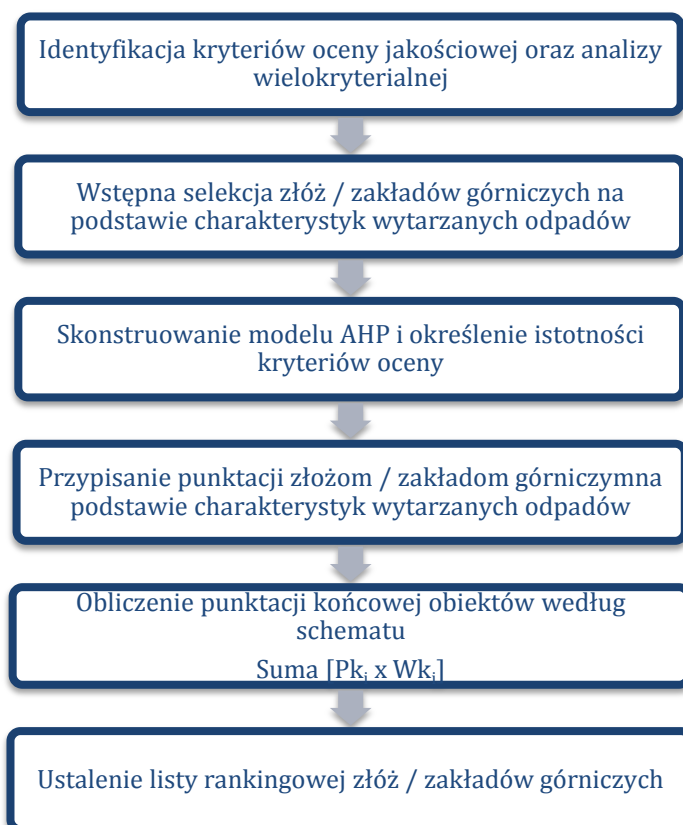 Identyfikacja kryteriów oceny jakościowej oraz analizy
wielokryterialnej
Wstępna selekcja złóż / zakładów górniczych na
podstawie charakterystyk wytarzanych odpadów
Skonstruowanie modelu AHP i określenie istotności
kryteriów oceny
Przypisanie punktacji złożom / zakładom górniczymna
podstawie charakterystyk wytarzanych odpadów
Obliczenie punktacji końcowej obiektów według
schematu
Suma [Pkᵢ x Wkᵢ]
Ustalenie listy rankingowej złóż / zakładów górniczych